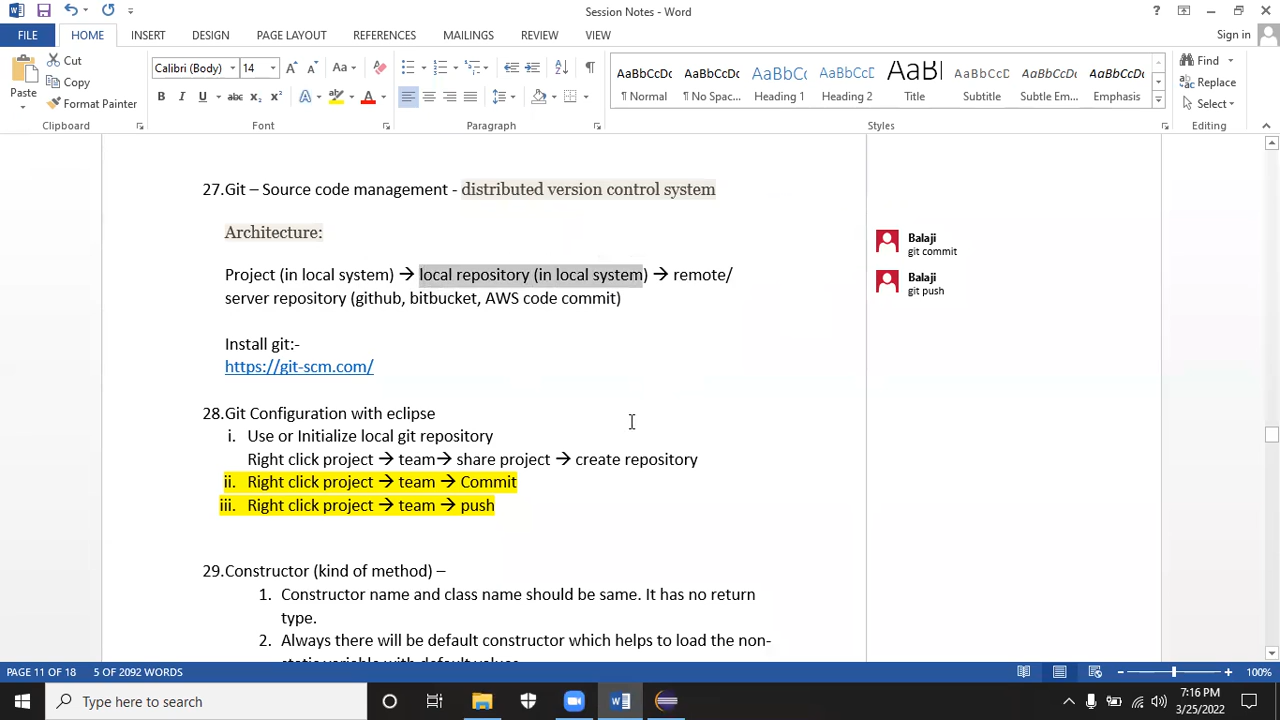 Session Notes - Word
?
Sign in
FILE HOME INSERT DESIGN PAGE LAYOUT REFERENCES MAILINGS REVIEW VIEW
Paste
Cut
Copy
Format Painter
Clipboard
Calibri (Body) 14
Font
Paragraph
AaBbCcDc AaBbCcDc AaBbCc AaBbCcC AaBl AaBbCcD AaBbCcDc AaBbCcDc
¶ Normal ¶ No Spac... Heading 1 Heading 2 Title Subtitle Subtle Em... Emphasis
Styles
Find
Replace
Select
Editing
27.Git – Source code management - distributed version control system
Architecture:
Project (in local system) → local repository (in local system) → remote/
server repository (github, bitbucket, AWS code commit)
Install git:-
https://git-scm.com/
28.Git Configuration with eclipse
i. Use or Initialize local git repository
Right click project → team→ share project → create repository
ii. Right click project → team → Commit
iii. Right click project → team → push
29.Constructor (kind of method) –
1. Constructor name and class name should be same. It has no return
type.
2. Always there will be default constructor which helps to load the non-
static variable with default values
Balaji
git commit
Balaji
git push
PAGE 11 OF 18 5 OF 2092 WORDS
100%
Type here to search
7:16 PM
3/25/2022